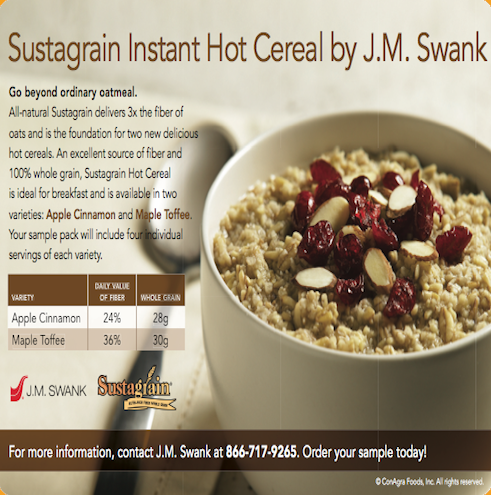 Sustagrain Instant Hot Cereal by J.M. Swank
Go beyond ordinary oatmeal.
All-natural Sustagrain delivers 3x the fiber of
oats and is the foundation for two new delicious
hot cereals. An excellent source of fiber and
100% whole grain, Sustagrain Hot Cereal
is ideal for breakfast and is available in two
varieties: Apple Cinnamon and Maple Toffee.
Your sample pack will include four individual
servings of each variety.
VARIETY DAILY VALUE OF FIBER WHOLE GRAIN
Apple Cinnamon 24% 28g
Maple Toffee 36% 30g
J.M. SWANK Sustagrain
For more information, contact J.M. Swank at 866-717-9265. Order your sample today!
© ConAgra Foods, Inc. All rights reserved.